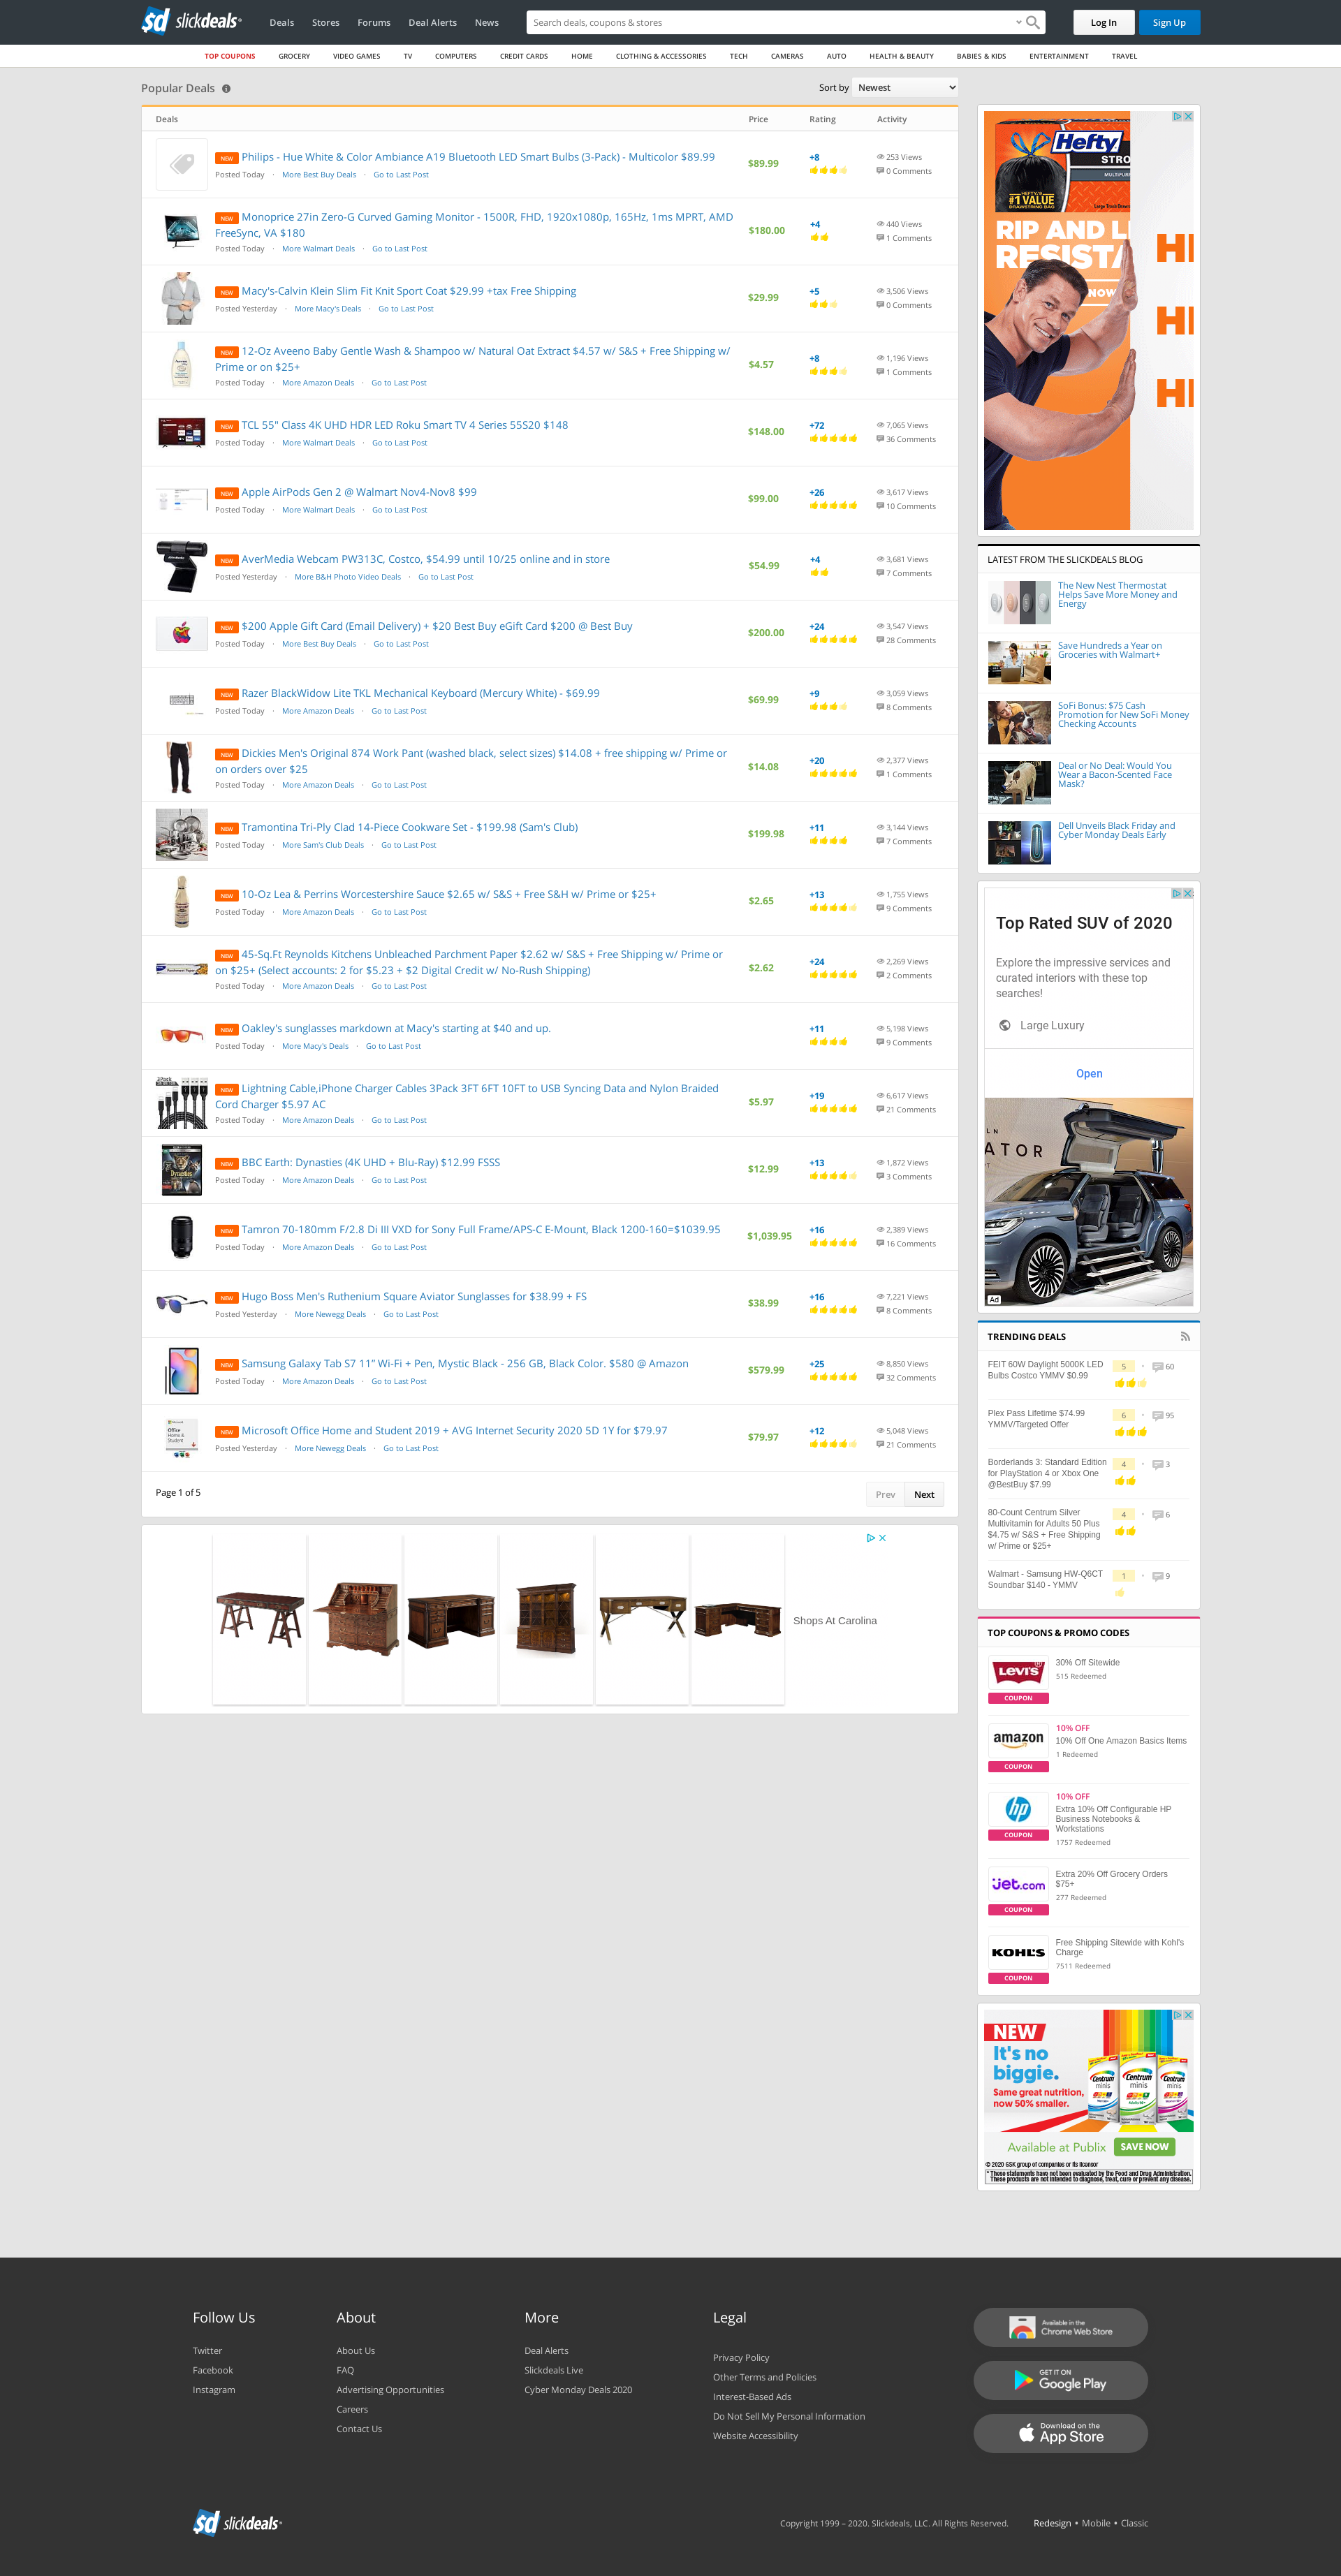 slickdeals
Deals
Stores
Forums
Deal Alerts
News
Search deals, coupons & stores
Log In
Sign Up
TOP COUPONS
GROCERY
VIDEO GAMES
TV
COMPUTERS
CREDIT CARDS
HOME
CLOTHING & ACCESSORIES
TECH
CAMERAS
AUTO
HEALTH & BEAUTY
BABIES & KIDS
ENTERTAINMENT
TRAVEL
Popular Deals
Sort by Newest
Deals Price Rating Activity
NEW Philips - Hue White & Color Ambiance A19 Bluetooth LED Smart Bulbs (3-Pack) - Multicolor $89.99
Posted Today · More Best Buy Deals · Go to Last Post
$89.99
+8
253 Views
0 Comments
NEW Monoprice 27in Zero-G Curved Gaming Monitor - 1500R, FHD, 1920x1080p, 165Hz, 1ms MPRT, AMD
FreeSync, VA $180
Posted Today · More Walmart Deals · Go to Last Post
$180.00
+4
440 Views
1 Comments
NEW Macy's-Calvin Klein Slim Fit Knit Sport Coat $29.99 +tax Free Shipping
Posted Yesterday · More Macy's Deals · Go to Last Post
$29.99
+5
3,506 Views
0 Comments
NEW 12-Oz Aveeno Baby Gentle Wash & Shampoo w/ Natural Oat Extract $4.57 w/ S&S + Free Shipping w/
Prime or on $25+
Posted Today · More Amazon Deals · Go to Last Post
$4.57
+8
1,196 Views
1 Comments
NEW TCL 55" Class 4K UHD HDR LED Roku Smart TV 4 Series 55S20 $148
Posted Today · More Walmart Deals · Go to Last Post
$148.00
+72
7,065 Views
36 Comments
NEW Apple AirPods Gen 2 @ Walmart Nov4-Nov8 $99
Posted Today · More Walmart Deals · Go to Last Post
$99.00
+26
3,617 Views
10 Comments
NEW AverMedia Webcam PW313C, Costco, $54.99 until 10/25 online and in store
Posted Yesterday · More B&H Photo Video Deals · Go to Last Post
$54.99
+4
3,681 Views
7 Comments
NEW $200 Apple Gift Card (Email Delivery) + $20 Best Buy eGift Card $200 @ Best Buy
Posted Today · More Best Buy Deals · Go to Last Post
$200.00
+24
3,547 Views
28 Comments
NEW Razer BlackWidow Lite TKL Mechanical Keyboard (Mercury White) - $69.99
Posted Today · More Amazon Deals · Go to Last Post
$69.99
+9
3,059 Views
8 Comments
NEW Dickies Men's Original 874 Work Pant (washed black, select sizes) $14.08 + free shipping w/ Prime or
on orders over $25
Posted Today · More Amazon Deals · Go to Last Post
$14.08
+20
2,377 Views
1 Comments
NEW Tramontina Tri-Ply Clad 14-Piece Cookware Set - $199.98 (Sam's Club)
Posted Today · More Sam's Club Deals · Go to Last Post
$199.98
+11
3,144 Views
7 Comments
NEW 10-Oz Lea & Perrins Worcestershire Sauce $2.65 w/ S&S + Free S&H w/ Prime or $25+
Posted Today · More Amazon Deals · Go to Last Post
$2.65
+13
1,755 Views
9 Comments
NEW 45-Sq.Ft Reynolds Kitchens Unbleached Parchment Paper $2.62 w/ S&S + Free Shipping w/ Prime or
on $25+ (Select accounts: 2 for $5.23 + $2 Digital Credit w/ No-Rush Shipping)
Posted Today · More Amazon Deals · Go to Last Post
$2.62
+24
2,269 Views
2 Comments
NEW Oakley's sunglasses markdown at Macy's starting at $40 and up.
Posted Today · More Macy's Deals · Go to Last Post
+11
5,198 Views
9 Comments
NEW Lightning Cable,iPhone Charger Cables 3Pack 3FT 6FT 10FT to USB Syncing Data and Nylon Braided
Cord Charger $5.97 AC
Posted Today · More Amazon Deals · Go to Last Post
$5.97
+19
6,617 Views
21 Comments
NEW BBC Earth: Dynasties (4K UHD + Blu-Ray) $12.99 FSSS
Posted Today · More Amazon Deals · Go to Last Post
$12.99
+13
1,872 Views
3 Comments
NEW Tamron 70-180mm F/2.8 Di III VXD for Sony Full Frame/APS-C E-Mount, Black 1200-160=$1039.95
Posted Today · More Amazon Deals · Go to Last Post
$1,039.95
+16
2,389 Views
16 Comments
NEW Hugo Boss Men's Ruthenium Square Aviator Sunglasses for $38.99 + FS
Posted Yesterday · More Newegg Deals · Go to Last Post
$38.99
+16
7,221 Views
8 Comments
NEW Samsung Galaxy Tab S7 11” Wi-Fi + Pen, Mystic Black - 256 GB, Black Color. $580 @ Amazon
Posted Today · More Amazon Deals · Go to Last Post
$579.99
+25
8,850 Views
32 Comments
NEW Microsoft Office Home and Student 2019 + AVG Internet Security 2020 5D 1Y for $79.97
Posted Yesterday · More Newegg Deals · Go to Last Post
$79.97
+12
5,048 Views
21 Comments
Page 1 of 5
Prev
Next
Shops At Carolina
Hefty
STRO
#1 VALUE
RIP AND L
RESISTA
NOW
HE
HE
HE
LATEST FROM THE SLICKDEALS BLOG
The New Nest Thermostat
Helps Save More Money and
Energy
Save Hundreds a Year on
Groceries with Walmart+
SoFi Bonus: $75 Cash
Promotion for New SoFi Money
Checking Accounts
Deal or No Deal: Would You
Wear a Bacon-Scented Face
Mask?
Dell Unveils Black Friday and
Cyber Monday Deals Early
Top Rated SUV of 2020
Explore the impressive services and
curated interiors with these top
searches!
Large Luxury
Open
Ad
TRENDING DEALS
FEIT 60W Daylight 5000K LED
Bulbs Costco YMMV $0.99
5 · 60
Plex Pass Lifetime $74.99
YMMV/Targeted Offer
6 · 95
Borderlands 3: Standard Edition
for PlayStation 4 or Xbox One
@BestBuy $7.99
4 · 3
80-Count Centrum Silver
Multivitamin for Adults 50 Plus
$4.75 w/ S&S + Free Shipping
w/ Prime or $25+
4 · 6
Walmart - Samsung HW-Q6CT
Soundbar $140 - YMMV
1 · 9
TOP COUPONS & PROMO CODES
LEVI'S
COUPON
30% Off Sitewide
515 Redeemed
amazon
COUPON
10% OFF
10% Off One Amazon Basics Items
1 Redeemed
hp
COUPON
10% OFF
Extra 10% Off Configurable HP
Business Notebooks &
Workstations
1757 Redeemed
jet.com
COUPON
Extra 20% Off Grocery Orders
$75+
277 Redeemed
KOHL'S
COUPON
Free Shipping Sitewide with Kohl's
Charge
7511 Redeemed
NEW
It's no
biggie.
Same great nutrition,
now 50% smaller.
Centrum minis
Centrum minis
Centrum minis
Available at Publix
SAVE NOW
© 2020 GSK group of companies or its licensor
* These statements have not been evaluated by the Food and Drug Administration.
These products are not intended to diagnose, treat, cure or prevent any disease.
Follow Us
Twitter
Facebook
Instagram
About
About Us
FAQ
Advertising Opportunities
Careers
Contact Us
More
Deal Alerts
Slickdeals Live
Cyber Monday Deals 2020
Legal
Privacy Policy
Other Terms and Policies
Interest-Based Ads
Do Not Sell My Personal Information
Website Accessibility
Available in the
Chrome Web Store
GET IT ON
Google Play
Download on the
App Store
slickdeals
Copyright 1999 – 2020. Slickdeals, LLC. All Rights Reserved.
Redesign • Mobile • Classic